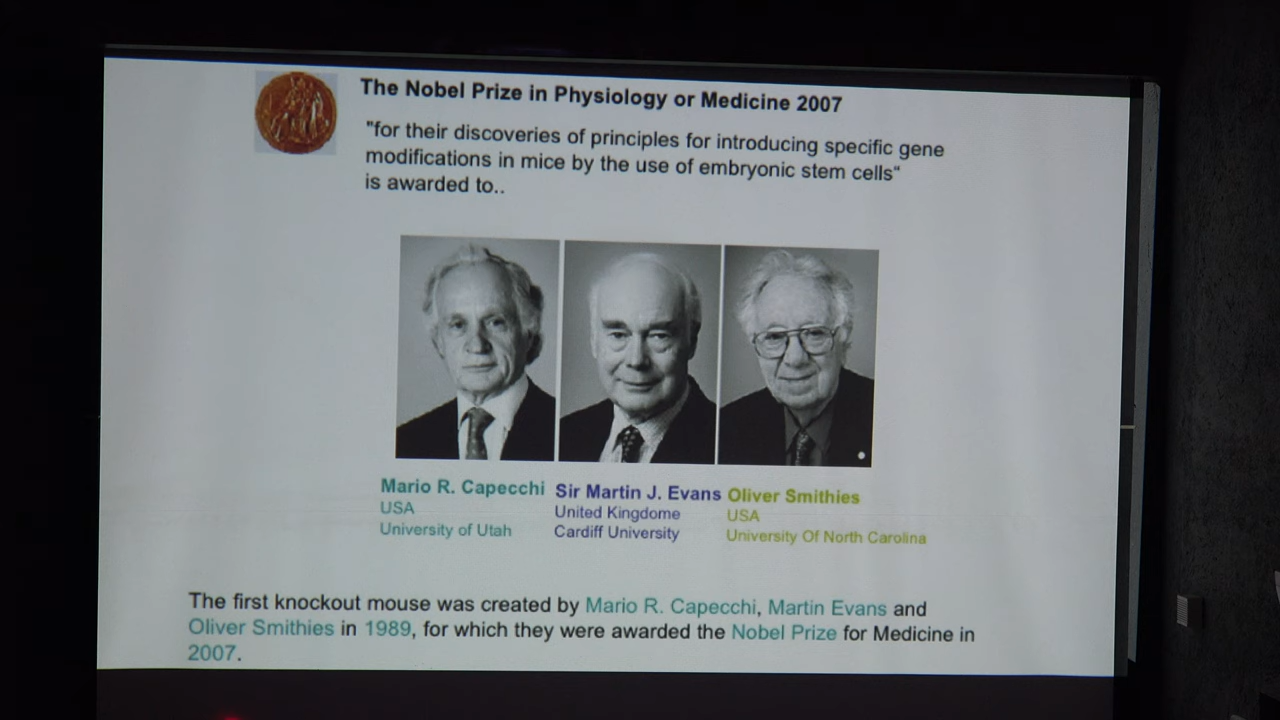 The Nobel Prize in Physiology or Medicine 2007
"for their discoveries of principles for introducing specific gene
modifications in mice by the use of embryonic stem cells“
is awarded to..
Mario R. Capecchi
USA
University of Utah
Sir Martin J. Evans
United Kingdome
Cardiff University
Oliver Smithies
USA
University Of North Carolina
The first knockout mouse was created by Mario R. Capecchi, Martin Evans and
Oliver Smithies in 1989, for which they were awarded the Nobel Prize for Medicine in
2007.